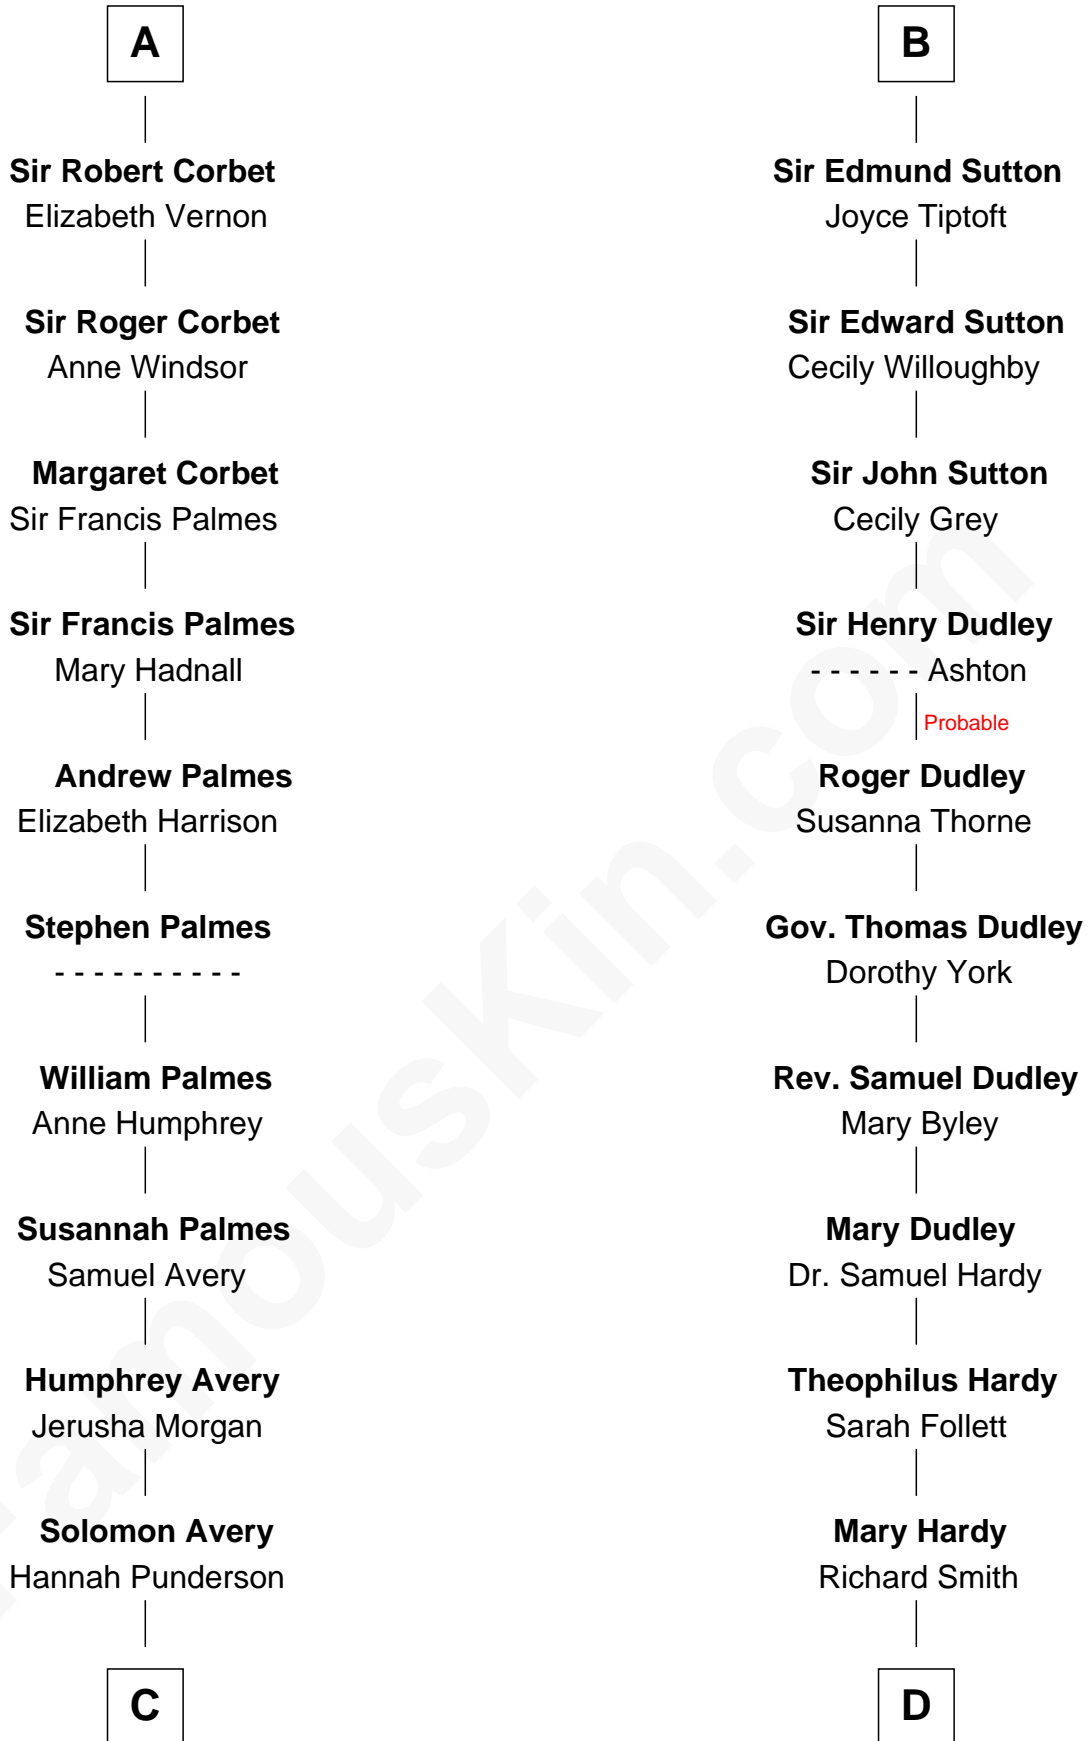 A
Sir Robert Corbet
Elizabeth Vernon
Sir Roger Corbet
Anne Windsor
Margaret Corbet
Sir Francis Palmes
Sir Francis Palmes
Mary Hadnall
Andrew Palmes
Elizabeth Harrison
Stephen Palmes
- - - - - - - - - -
William Palmes
Anne Humphrey
Susannah Palmes
Samuel Avery
Humphrey Avery
Jerusha Morgan
Solomon Avery
Hannah Punderson
C
B
Sir Edmund Sutton
Joyce Tiptoft
Sir Edward Sutton
Cecily Willoughby
Sir John Sutton
Cecily Grey
Sir Henry Dudley
- - - - - - Ashton
Probable
Roger Dudley
Susanna Thorne
Gov. Thomas Dudley
Dorothy York
Rev. Samuel Dudley
Mary Byley
Mary Dudley
Dr. Samuel Hardy
Theophilus Hardy
Sarah Follett
Mary Hardy
Richard Smith
D
FamousKin.com